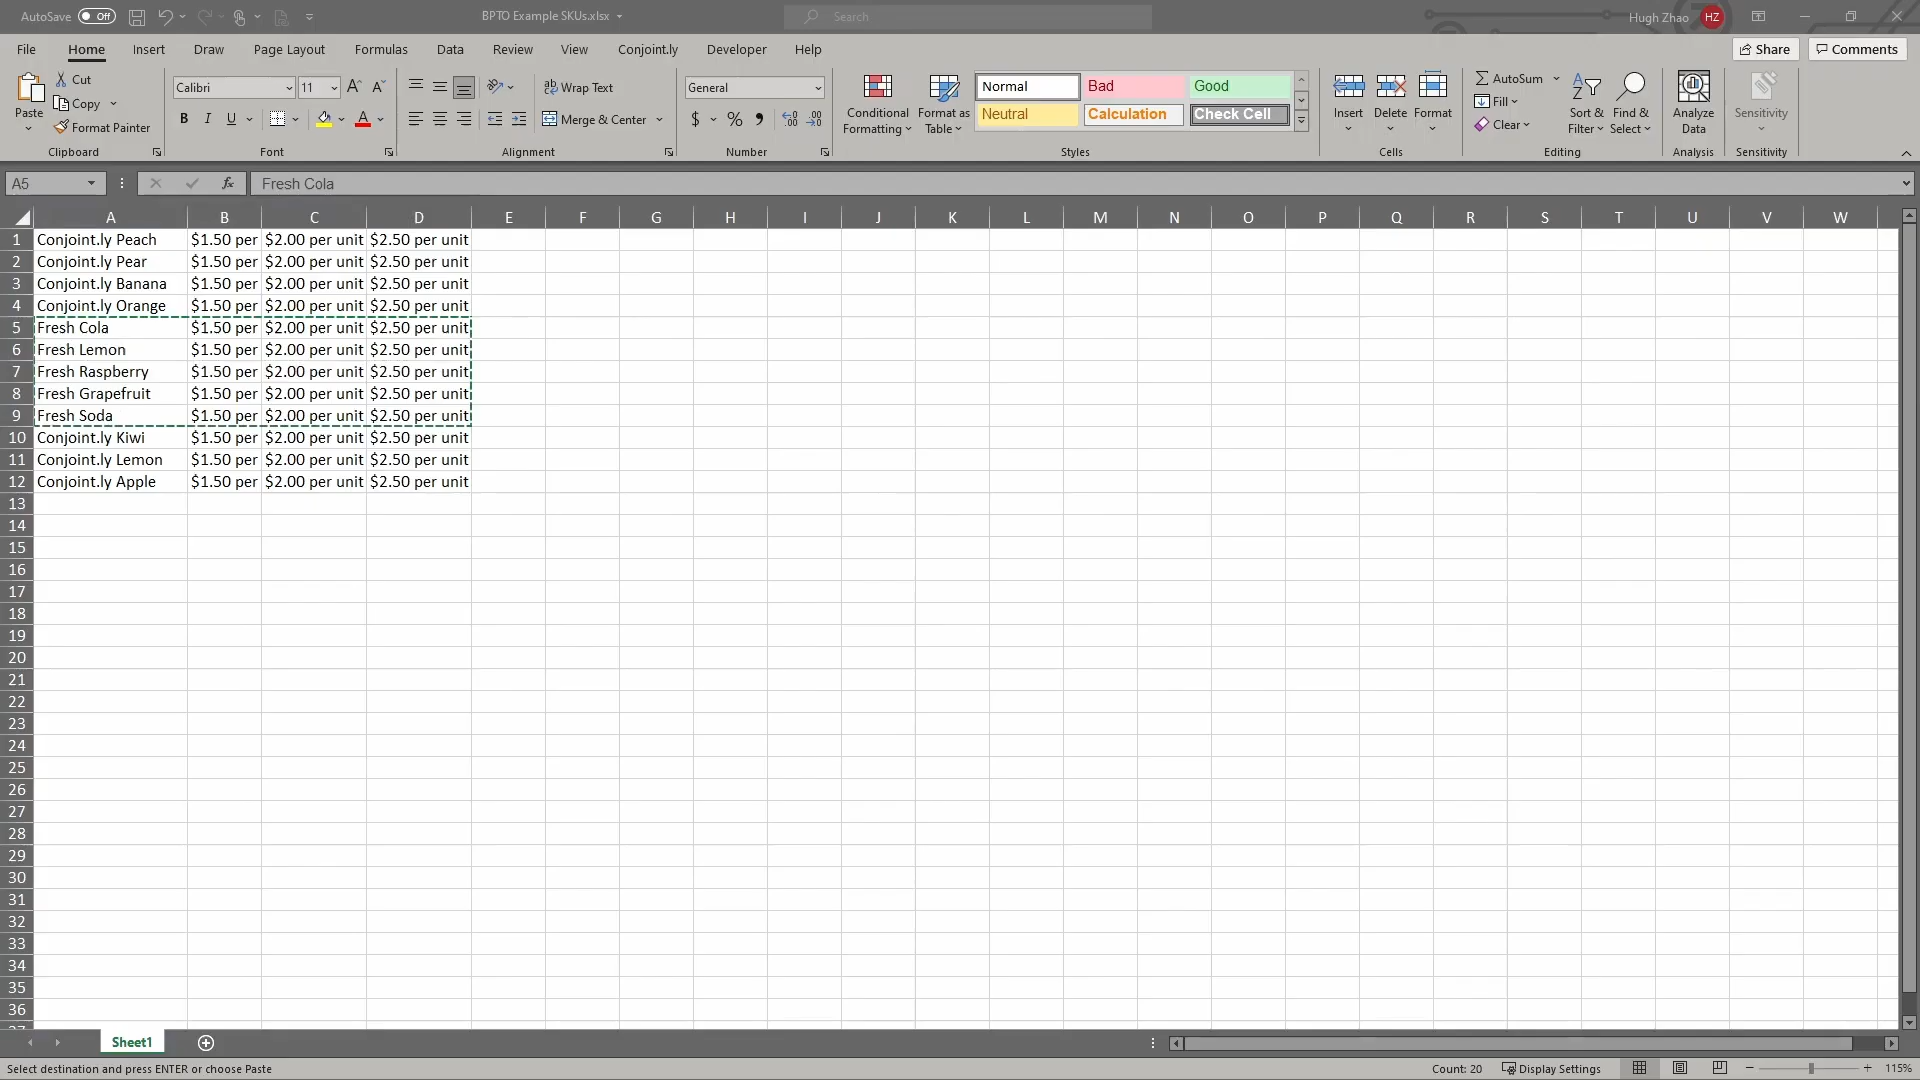 AutoSave Off BPTO Example SKUs.xlsx Search Hugh Zhao HZ
File Home Insert Draw Page Layout Formulas Data Review View Conjoint.ly Developer Help Share Comments
Paste Cut Copy Format Painter Clipboard
Calibri 11 B I U A A A Font
Wrap Text Merge & Center Alignment
General $ % 9 Number
Conditional Formatting Format as Table Normal Bad Good Neutral Calculation Check Cell Styles
Insert Delete Format Cells
AutoSum Fill Clear Sort & Filter Find & Select Editing
Analyze Data Analysis
Sensitivity Sensitivity
A5 fx Fresh Cola
A B C D E F G H I J K L M N O P Q R S T U V W
1 Conjoint.ly Peach $1.50 per $2.00 per unit $2.50 per unit
2 Conjoint.ly Pear $1.50 per $2.00 per unit $2.50 per unit
3 Conjoint.ly Banana $1.50 per $2.00 per unit $2.50 per unit
4 Conjoint.ly Orange $1.50 per $2.00 per unit $2.50 per unit
5 Fresh Cola $1.50 per $2.00 per unit $2.50 per unit
6 Fresh Lemon $1.50 per $2.00 per unit $2.50 per unit
7 Fresh Raspberry $1.50 per $2.00 per unit $2.50 per unit
8 Fresh Grapefruit $1.50 per $2.00 per unit $2.50 per unit
9 Fresh Soda $1.50 per $2.00 per unit $2.50 per unit
10 Conjoint.ly Kiwi $1.50 per $2.00 per unit $2.50 per unit
11 Conjoint.ly Lemon $1.50 per $2.00 per unit $2.50 per unit
12 Conjoint.ly Apple $1.50 per $2.00 per unit $2.50 per unit
13
14
15
16
17
18
19
20
21
22
23
24
25
26
27
28
29
30
31
32
33
34
35
36
Sheet1
Select destination and press ENTER or choose Paste Count: 20 Display Settings 115%